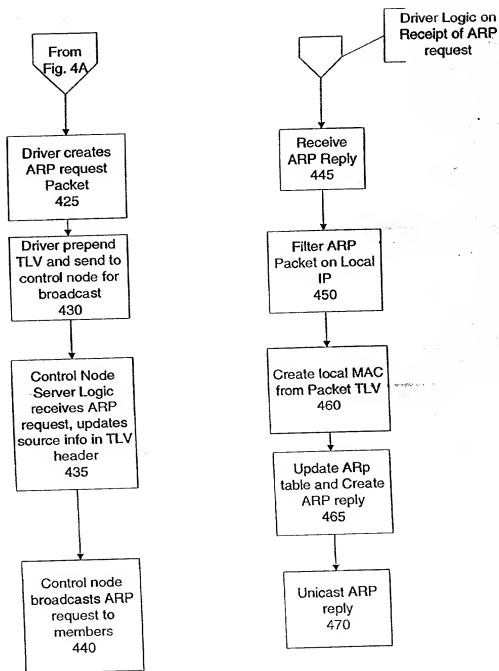 From
Fig. 4A
Driver creates
ARP request
Packet
425
Driver prepend
TLV and send to
control node for
broadcast
430
Control Node
Server Logic
receives ARP
request, updates
source info in TLV
header
435
Control node
broadcasts ARP
request to
members
440
Driver Logic on
Receipt of ARP
request
Receive
ARP Reply
445
Filter ARP
Packet on Local
IP
450
Create local MAC
from Packet TLV
460
Update ARp
table and Create
ARP reply
465
Unicast ARP
reply
470